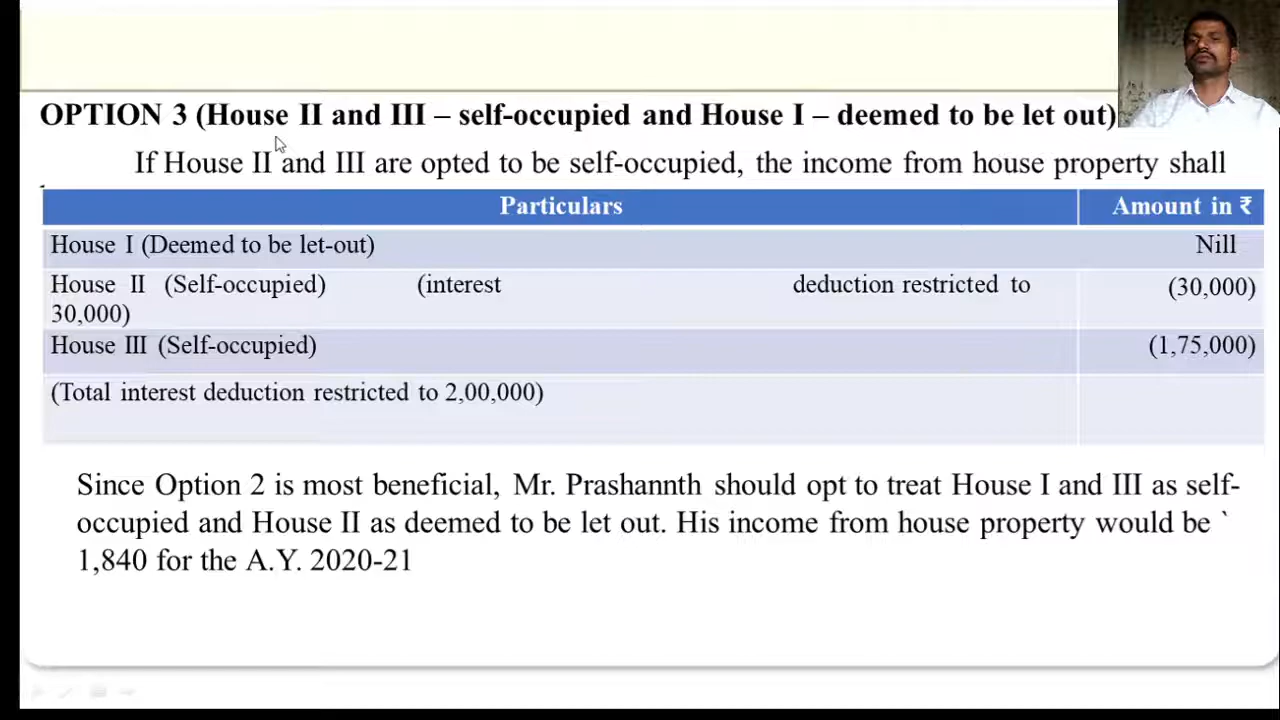 OPTION 3 (House II and III – self-occupied and House I – deemed to be let out)
If House II and III are opted to be self-occupied, the income from house property shall
Particulars Amount in ₹
House I (Deemed to be let-out) Nill
House II (Self-occupied) (interest deduction restricted to (30,000)
30,000)
House III (Self-occupied) (1,75,000)
(Total interest deduction restricted to 2,00,000)
Since Option 2 is most beneficial, Mr. Prashannth should opt to treat House I and III as self-
occupied and House II as deemed to be let out. His income from house property would be `
1,840 for the A.Y. 2020-21